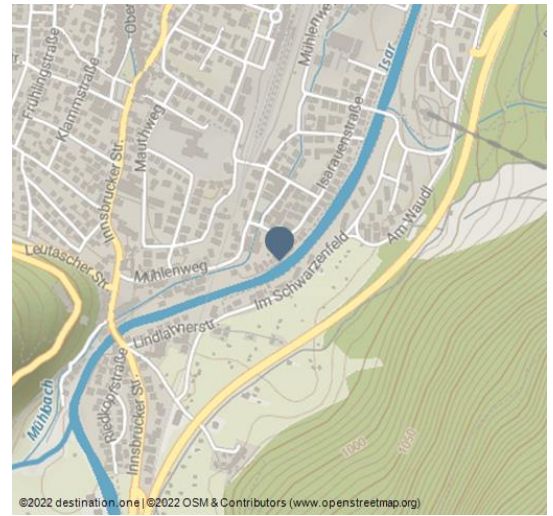 Ober
Mühlenweg
Isar
Frühlingstraße
Klammstraße
Mauthweg
Innsbrucker Str.
Isarauenstraße
Am Waudl
Leutascher Str.
Mühlenweg
Im Schwarzenfeld
Lindlahnerstr.
Riedkopfstraße
Innsbrucker Str.
Mühlbach
1000
1050
©2022 destination.one | ©2022 OSM & Contributors (www.openstreetmap.org)